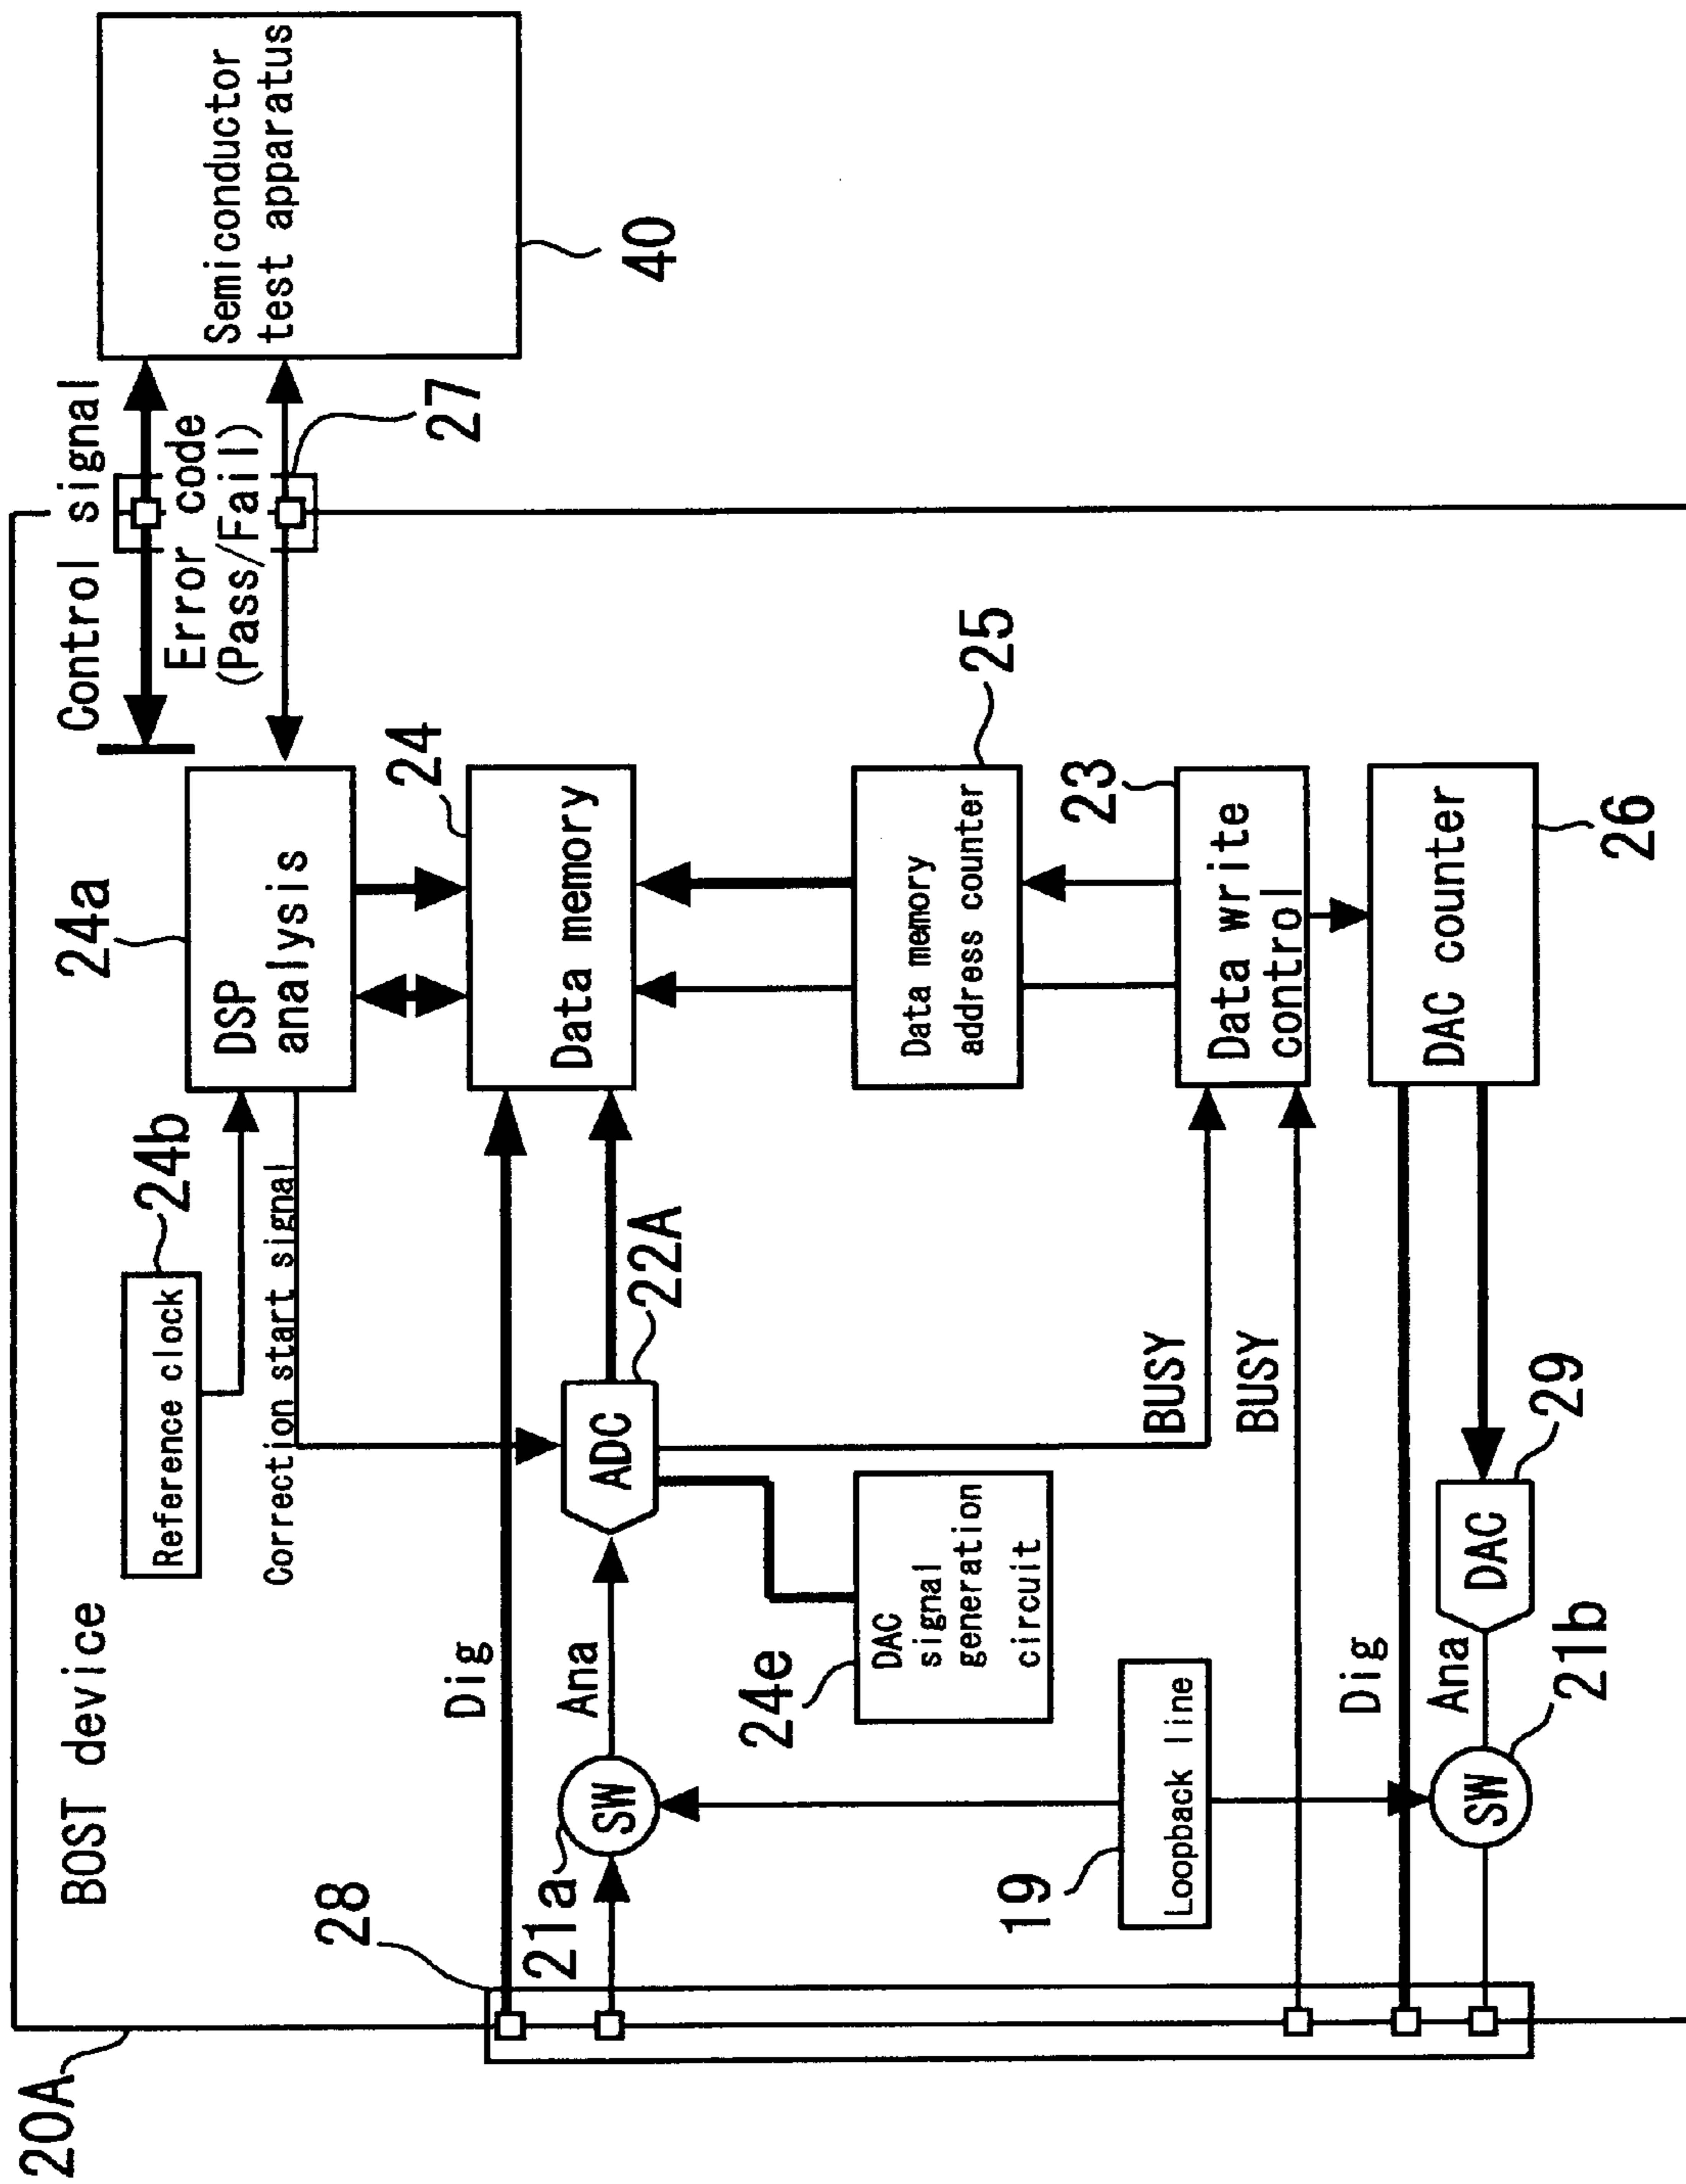 20A
BOST device
28
Reference clock
24b
24a
DSP
analysis
Correction start signal
Control signal
Error code
(Pass/Fail)
27
Semiconductor
test apparatus
40
Dig
24
Data memory
21a
SW
Ana
ADC
22A
24e
DAC
signal
generation
circuit
25
Data memory
address counter
19
Loopback line
BUSY
BUSY
23
Data write
control
Dig
Ana
SW
21b
DAC
29
DAC counter
26